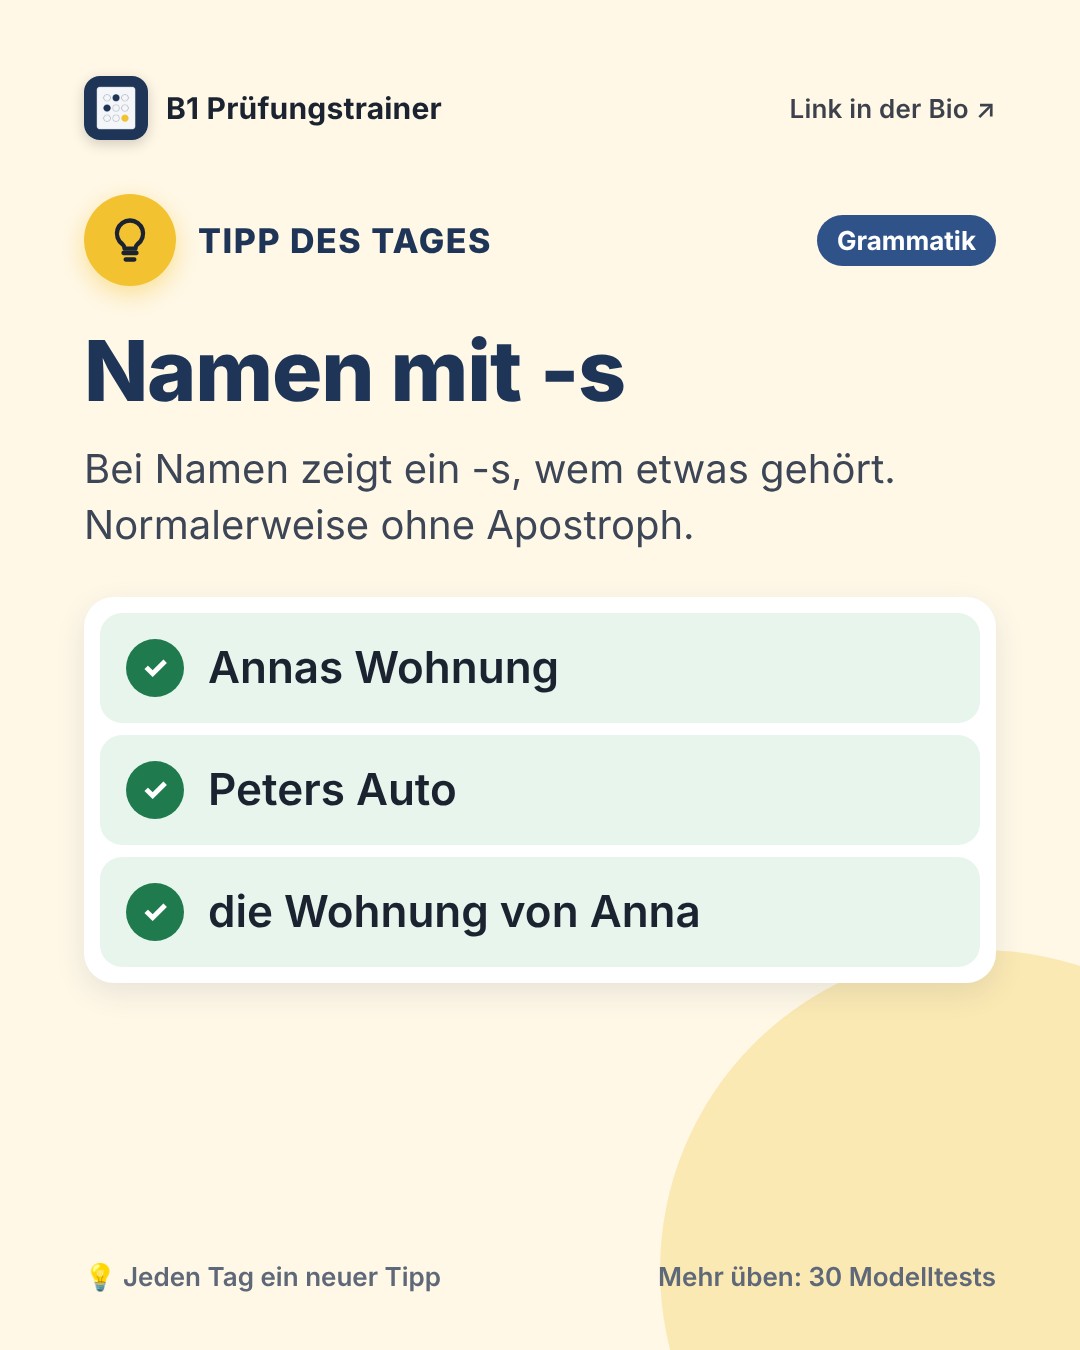 B1 Prüfungstrainer
Link in der Bio ↗
TIPP DES TAGES
Grammatik
Namen mit -s
Bei Namen zeigt ein -s, wem etwas gehört.
Normalerweise ohne Apostroph.
Annas Wohnung
Peters Auto
die Wohnung von Anna
💡 Jeden Tag ein neuer Tipp
Mehr üben: 30 Modelltests